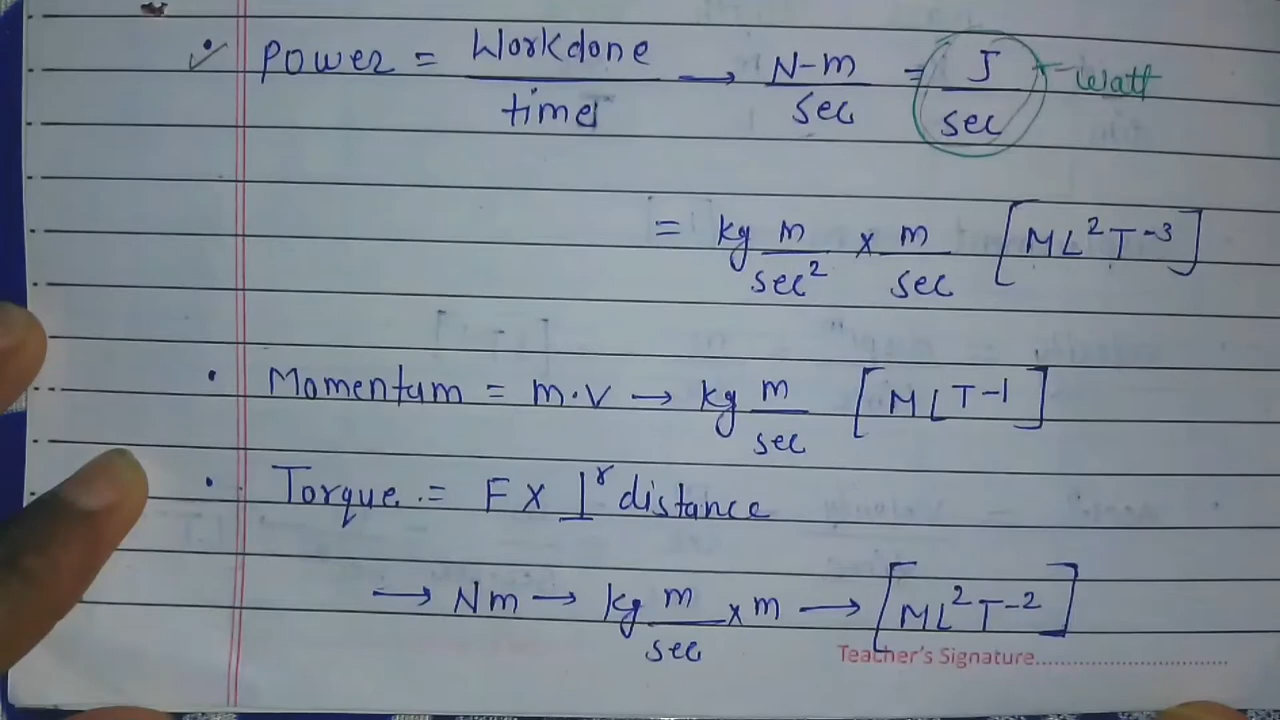 Power = Workdone / time → N-m / sec = J / sec ← watt
= kg m / sec² × m / sec [ML²T⁻³]
• Momentum = m·v → kg m / sec [MLT⁻¹]
• Torque = F × ⊥ʳ distance
→ Nm → kg m / sec × m → [ML²T⁻²]
Teacher's Signature